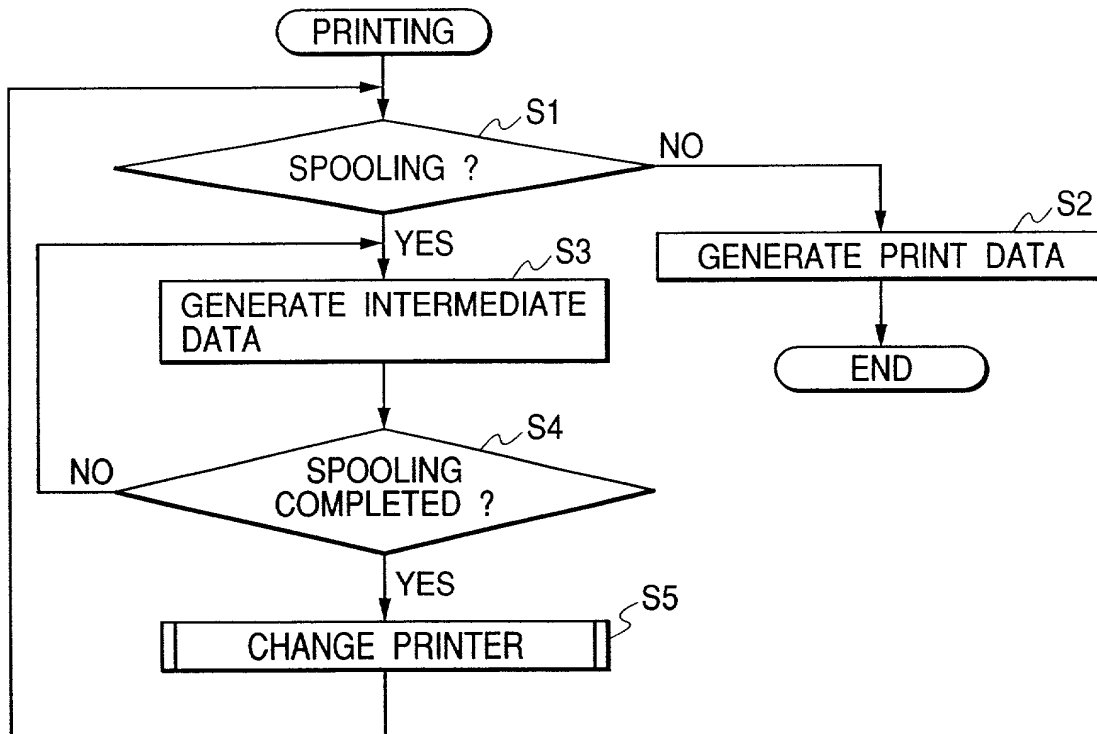 PRINTING
S1
SPOOLING ?
NO
S2
YES
GENERATE PRINT DATA
S3
GENERATE INTERMEDIATE
DATA
END
S4
NO
SPOOLING
COMPLETED ?
YES
S5
CHANGE PRINTER